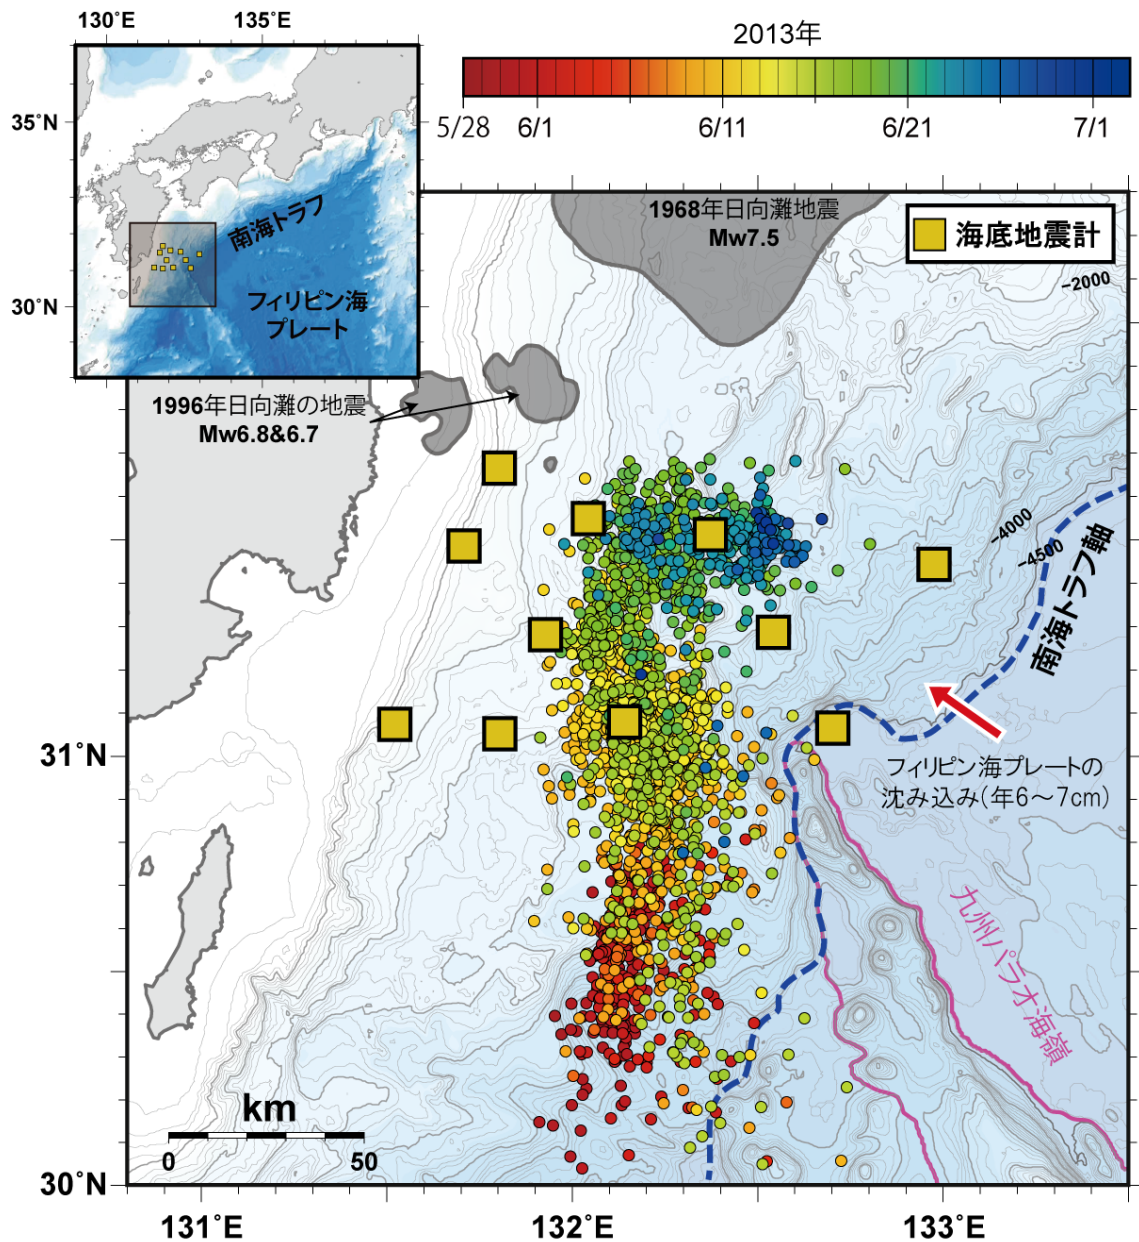 130°E
135°E
35°N
30°N
南海トラフ
フィリピン海
プレート
2013年
5/28
6/1
6/11
6/21
7/1
1968年日向灘地震
Mw7.5
海底地震計
−2000
1996年日向灘の地震
Mw6.8&6.7
−4000
−4500
南海トラフ軸
31°N
フィリピン海プレートの
沈み込み(年6〜7cm)
九州パラオ海嶺
km
0
50
30°N
131°E
132°E
133°E